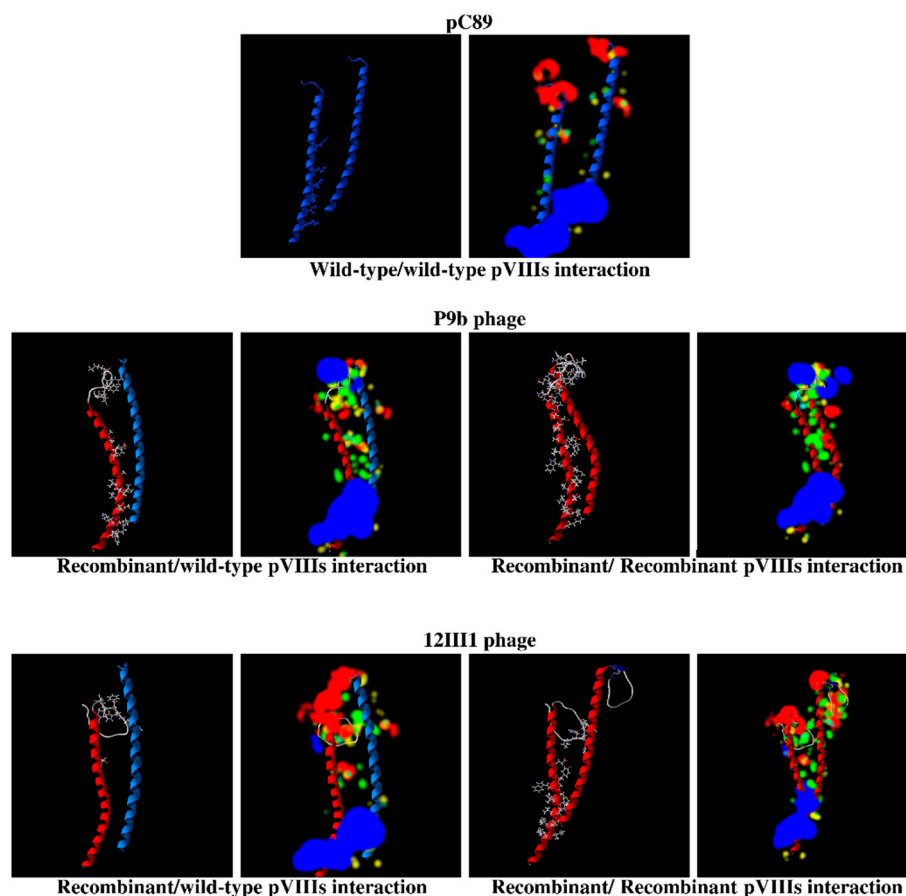 pC89
Wild-type/wild-type pVIIIs interaction
P9b phage
Recombinant/wild-type pVIIIs interaction
Recombinant/ Recombinant pVIIIs interaction
12III1 phage
Recombinant/wild-type pVIIIs interaction
Recombinant/ Recombinant pVIIIs interaction